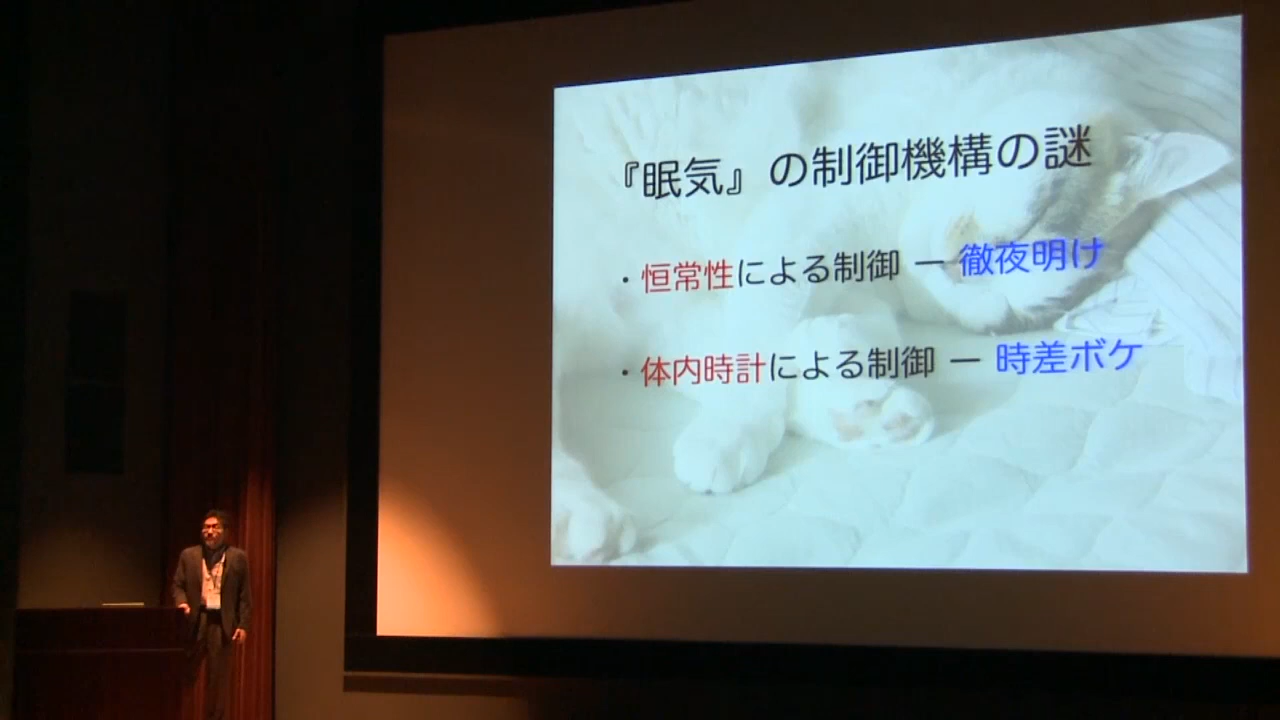 『眠気』の制御機構の謎
・恒常性による制御 ー 徹夜明け
・体内時計による制御 ー 時差ボケ